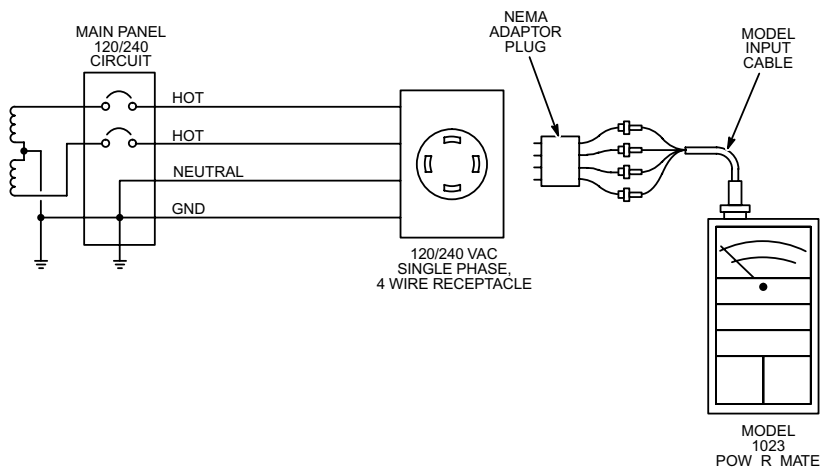 NEMA
ADAPTOR
PLUG
MODEL
INPUT
CABLE
MAIN PANEL
120/240
CIRCUIT
HOT
HOT
NEUTRAL
GND
120/240 VAC
SINGLE PHASE,
4 WIRE RECEPTACLE
MODEL
1023
POW R MATE